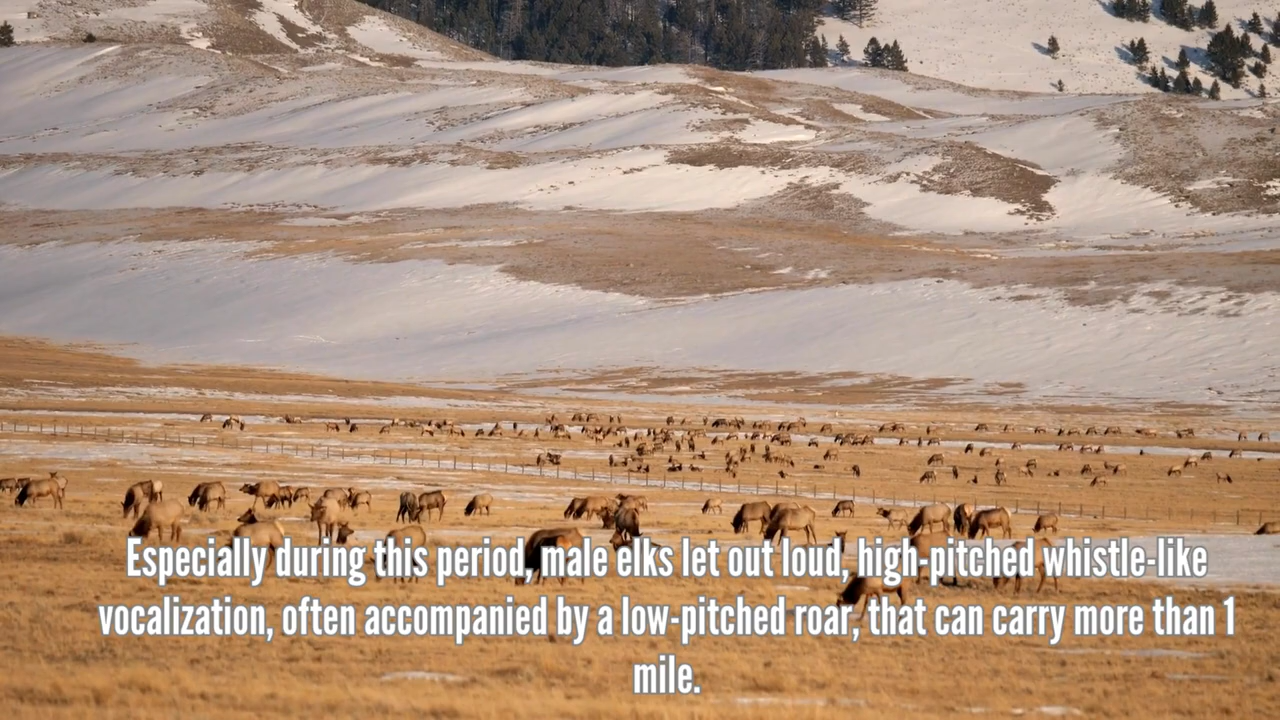 Especially during this period, male elks let out loud, high-pitched whistle-like
vocalization, often accompanied by a low-pitched roar, that can carry more than 1
mile.